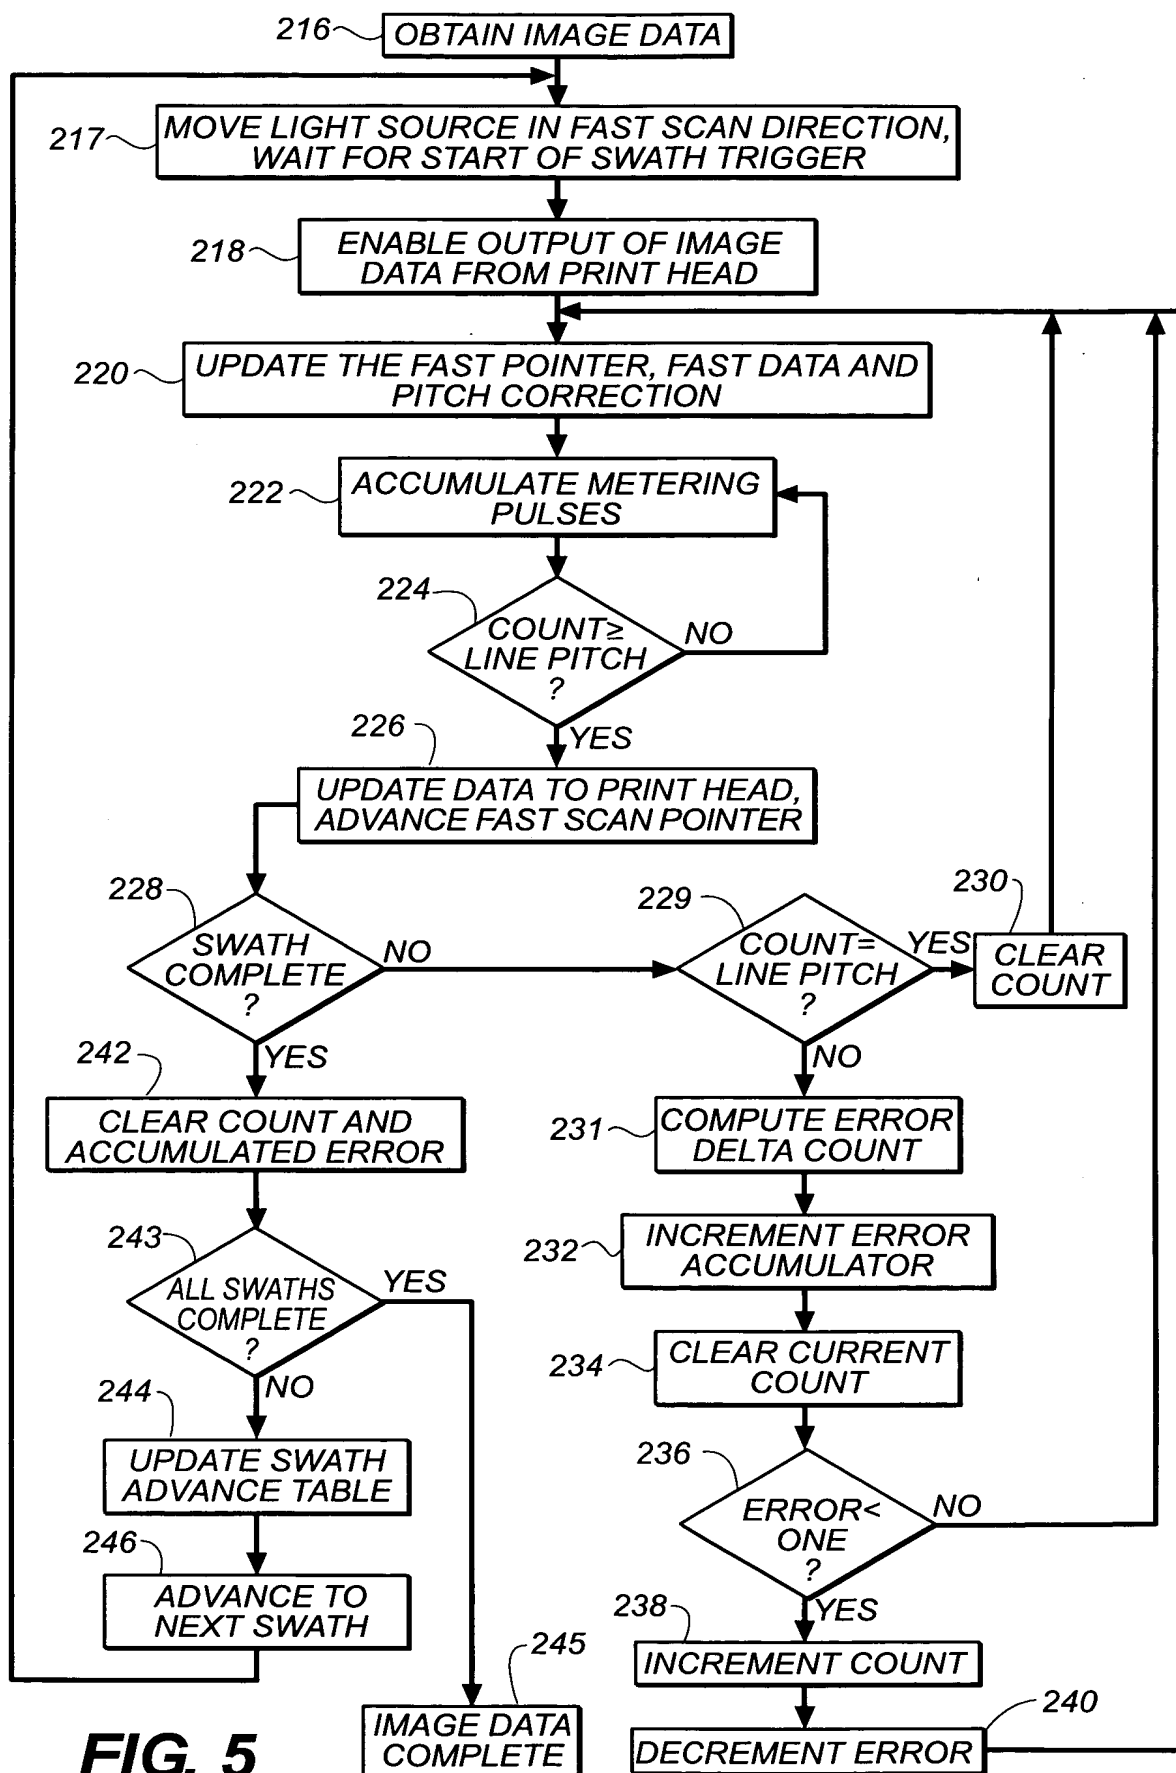 216
OBTAIN IMAGE DATA
217
MOVE LIGHT SOURCE IN FAST SCAN DIRECTION,
WAIT FOR START OF SWATH TRIGGER
218
ENABLE OUTPUT OF IMAGE
DATA FROM PRINT HEAD
220
UPDATE THE FAST POINTER, FAST DATA AND
PITCH CORRECTION
222
ACCUMULATE METERING
PULSES
224
COUNT≥
LINE PITCH
?
NO
YES
226
UPDATE DATA TO PRINT HEAD,
ADVANCE FAST SCAN POINTER
228
SWATH
COMPLETE
?
NO
YES
229
COUNT=
LINE PITCH
?
YES
NO
230
CLEAR
COUNT
242
CLEAR COUNT AND
ACCUMULATED ERROR
231
COMPUTE ERROR
DELTA COUNT
232
INCREMENT ERROR
ACCUMULATOR
243
ALL SWATHS
COMPLETE
?
YES
NO
234
CLEAR CURRENT
COUNT
244
UPDATE SWATH
ADVANCE TABLE
236
ERROR<
ONE
?
NO
YES
246
ADVANCE TO
NEXT SWATH
238
INCREMENT COUNT
245
IMAGE DATA
COMPLETE
240
DECREMENT ERROR
FIG. 5